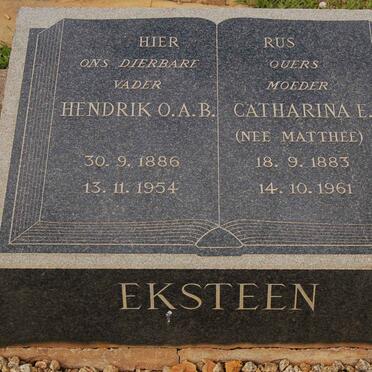 HIER RUS
ONS DIERBARE OUERS
VADER MOEDER
HENDRIK O.A.B. CATHARINA E.
(NEE MATTHEE)
30.9.1886 18.9.1883
13.11.1954 14.10.1961
EKSTEEN